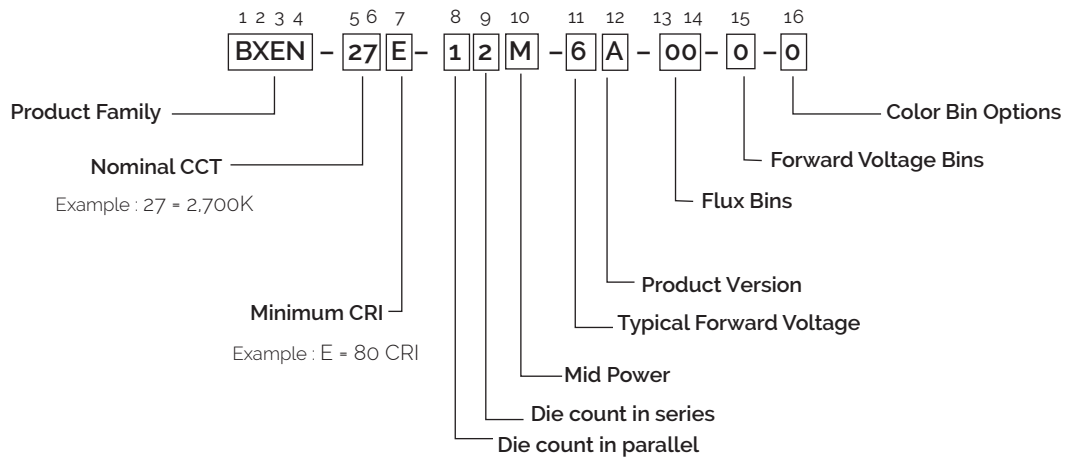 1 2 3 4 5 6 7 8 9 10 11 12 13 14 15 16
BXEN – 27 E – 1 2 M – 6 A – 00 – 0 – 0
Product Family
Color Bin Options
Nominal CCT
Forward Voltage Bins
Example : 27 = 2,700K
Flux Bins
Product Version
Minimum CRI
Typical Forward Voltage
Example : E = 80 CRI
Mid Power
Die count in series
Die count in parallel